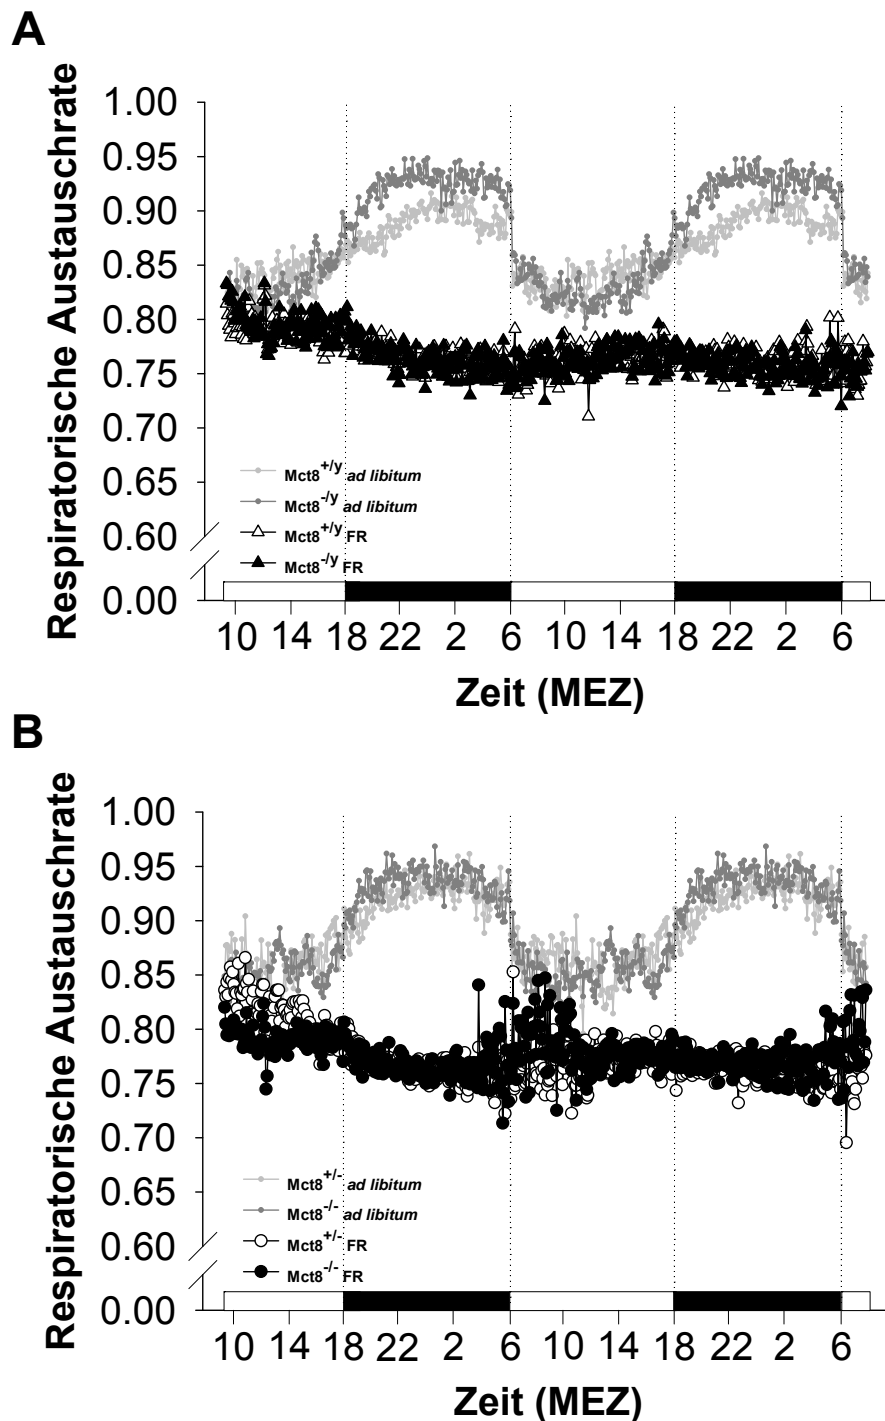 A
Respiratorische Austauschrate
1.00
0.95
0.90
0.85
0.80
0.75
0.70
0.65
0.60
0.00
Mct8+/y ad libitum
Mct8-/y ad libitum
Mct8+/y FR
Mct8-/y FR
10 14 18 22 2 6 10 14 18 22 2 6
Zeit (MEZ)
B
Respiratorische Austauschrate
1.00
0.95
0.90
0.85
0.80
0.75
0.70
0.65
0.60
0.00
Mct8+/- ad libitum
Mct8-/- ad libitum
Mct8+/- FR
Mct8-/- FR
10 14 18 22 2 6 10 14 18 22 2 6
Zeit (MEZ)